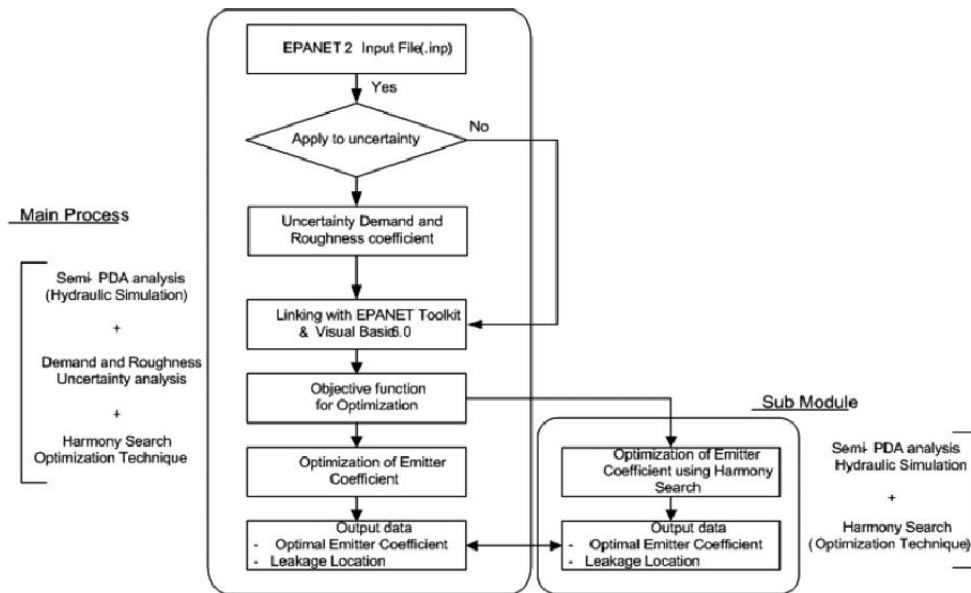 EPANET 2 Input File(.inp)
Yes
Apply to uncertainty
No
Uncertainty Demand and
Roughness coefficient
Linking with EPANET Toolkit
& Visual Basic6.0
Objective function
for Optimization
Optimization of Emitter
Coefficient
Output data
- Optimal Emitter Coefficient
- Leakage Location
Main Process
Semi- PDA analysis
(Hydraulic Simulation)
+
Demand and Roughness
Uncertainty analysis
+
Harmony Search
Optimization Technique
Sub Module
Optimization of Emitter
Coefficient using Harmony
Search
Output data
- Optimal Emitter Coefficient
- Leakage Location
Semi- PDA analysis
Hydraulic Simulation
+
Harmony Search
(Optimization Technique)